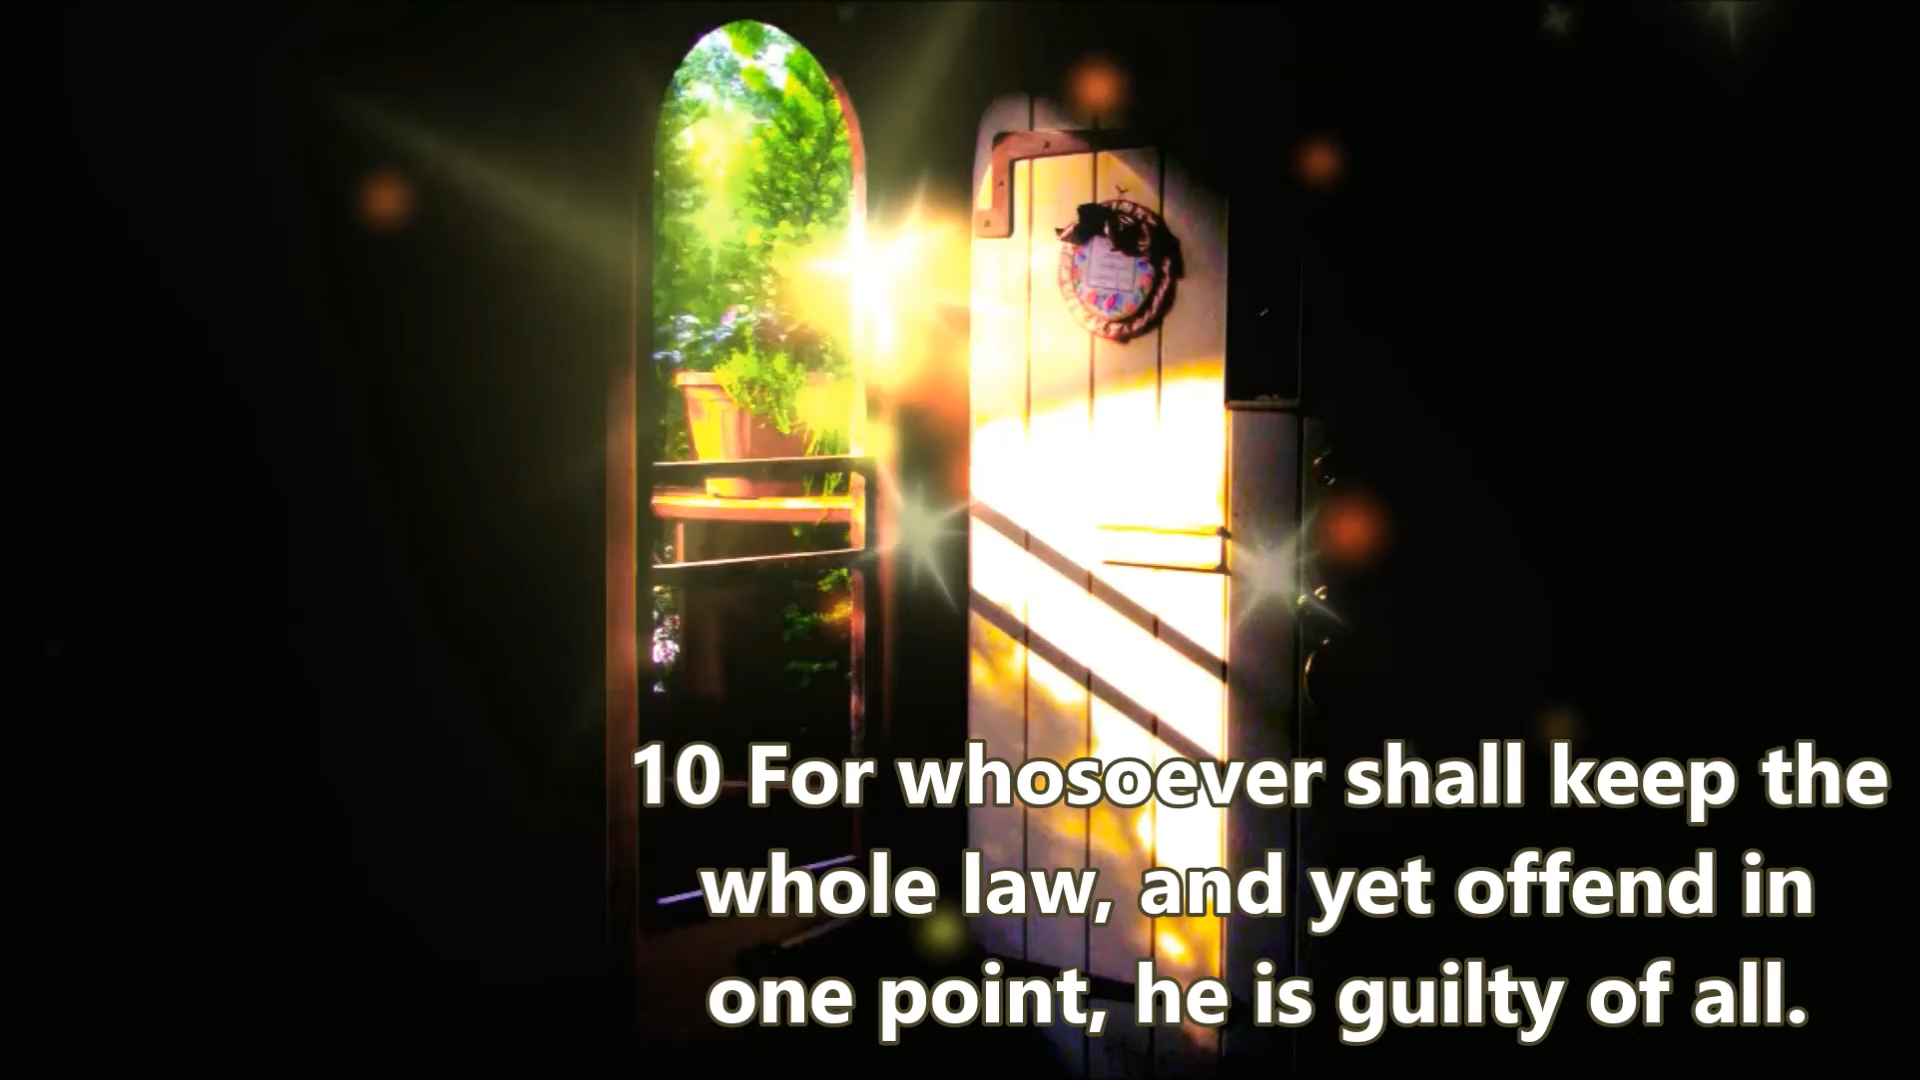 10 For whosoever shall keep the
whole law, and yet offend in
one point, he is guilty of all.